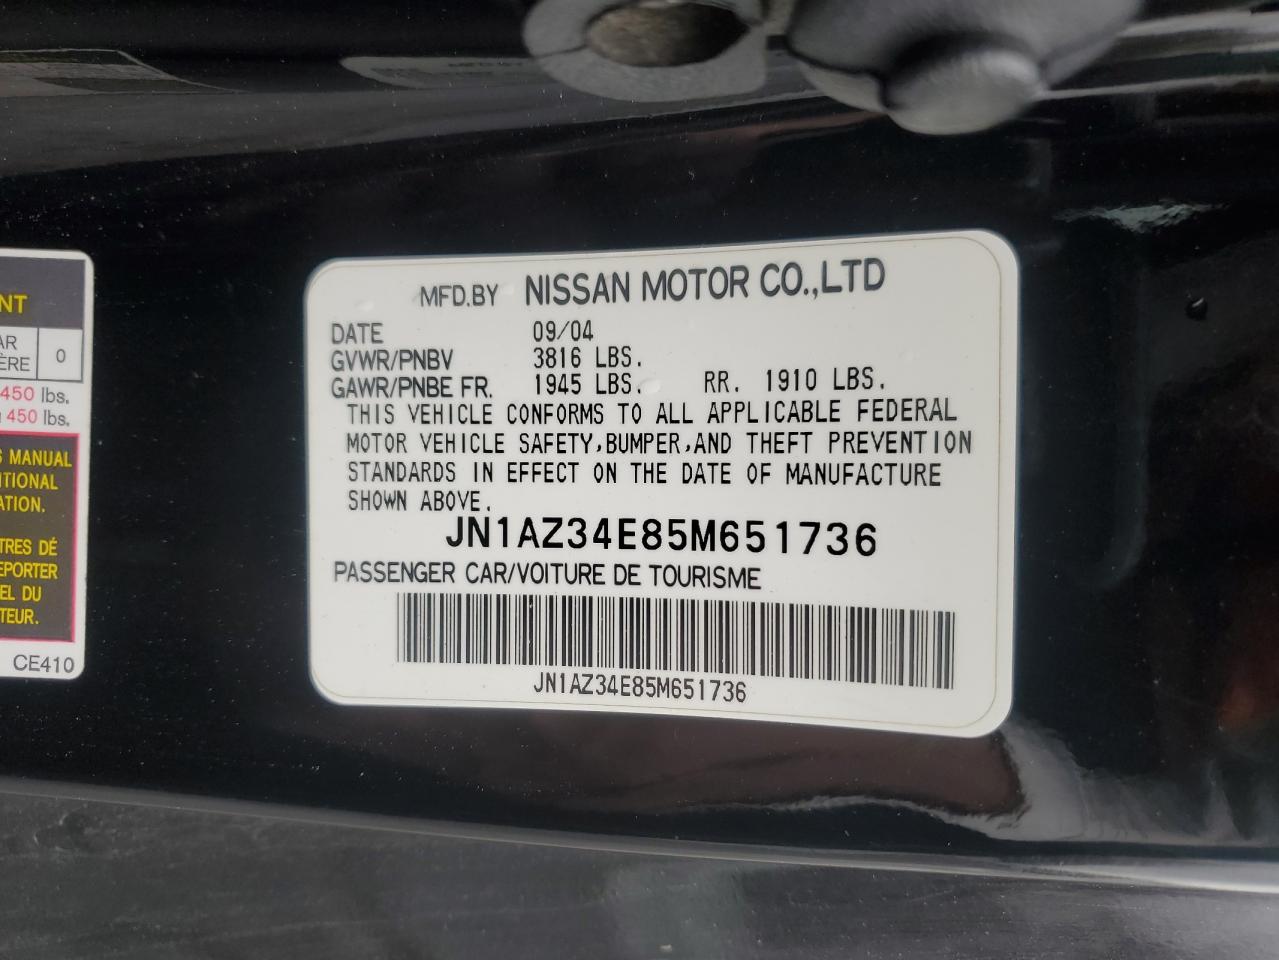 MFD.BY NISSAN MOTOR CO.,LTD
DATE 09/04
GVWR/PNBV 3816 LBS.
GAWR/PNBE FR. 1945 LBS. RR. 1910 LBS.
THIS VEHICLE CONFORMS TO ALL APPLICABLE FEDERAL
MOTOR VEHICLE SAFETY,BUMPER,AND THEFT PREVENTION
STANDARDS IN EFFECT ON THE DATE OF MANUFACTURE
SHOWN ABOVE.
JN1AZ34E85M651736
PASSENGER CAR/VOITURE DE TOURISME
JN1AZ34E85M651736
NT
AR
ÈRE 0
450 lbs.
450 lbs.
S MANUAL
ITIONAL
ATION.
TRES DÉ
EPORTER
EL DU
TEUR.
CE410